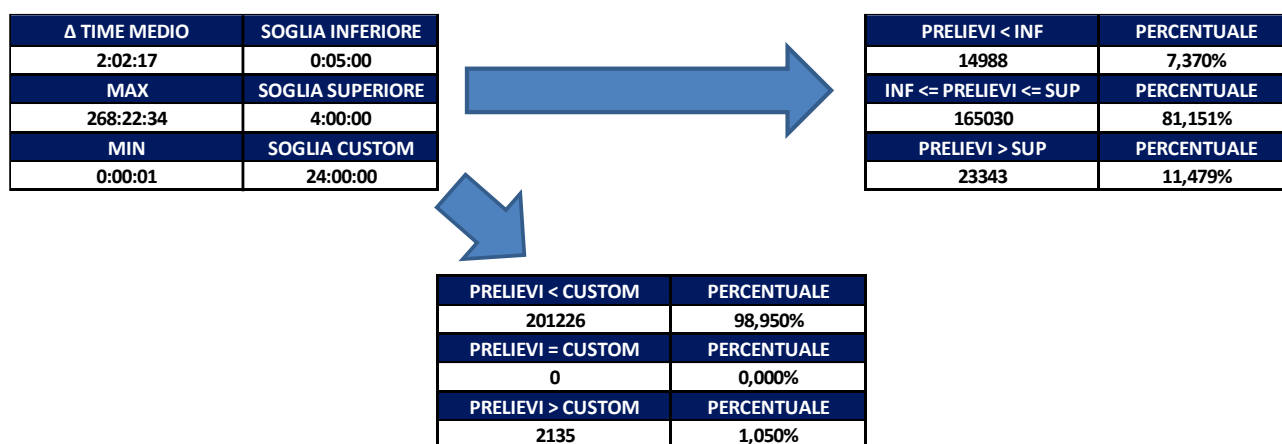 Δ TIME MEDIO SOGLIA INFERIORE
2:02:17 0:05:00
MAX SOGLIA SUPERIORE
268:22:34 4:00:00
MIN SOGLIA CUSTOM
0:00:01 24:00:00
PRELIEVI < INF PERCENTUALE
14988 7,370%
INF <= PRELIEVI <= SUP PERCENTUALE
165030 81,151%
PRELIEVI > SUP PERCENTUALE
23343 11,479%
PRELIEVI < CUSTOM PERCENTUALE
201226 98,950%
PRELIEVI = CUSTOM PERCENTUALE
0 0,000%
PRELIEVI > CUSTOM PERCENTUALE
2135 1,050%